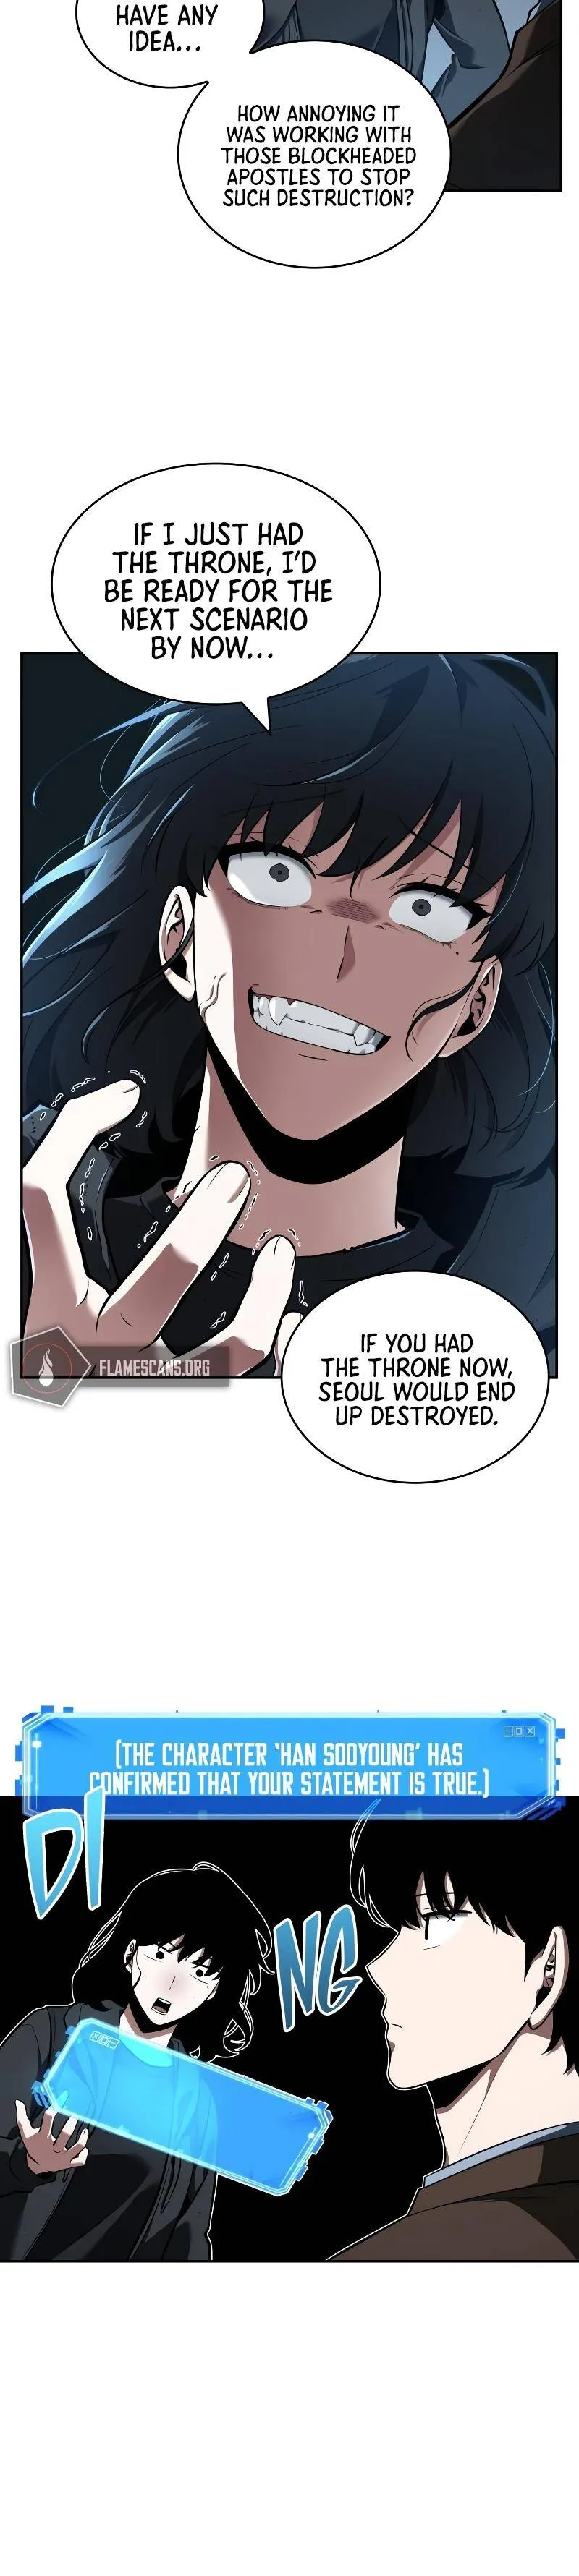 HAVE ANY
IDEA...
HOW ANNOYING IT
WAS WORKING WITH
THOSE BLOCKHEADED
APOSTLES TO STOP
SUCH DESTRUCTION?
IF I JUST HAD
THE THRONE, I'D
BE READY FOR THE
NEXT SCENARIO
BY NOW...
FLAMESCANS.ORG
IF YOU HAD
THE THRONE NOW,
SEOUL WOULD END
UP DESTROYED.
[THE CHARACTER 'HAN SOOYOUNG' HAS
CONFIRMED THAT YOUR STATEMENT IS TRUE.]
DI
NG